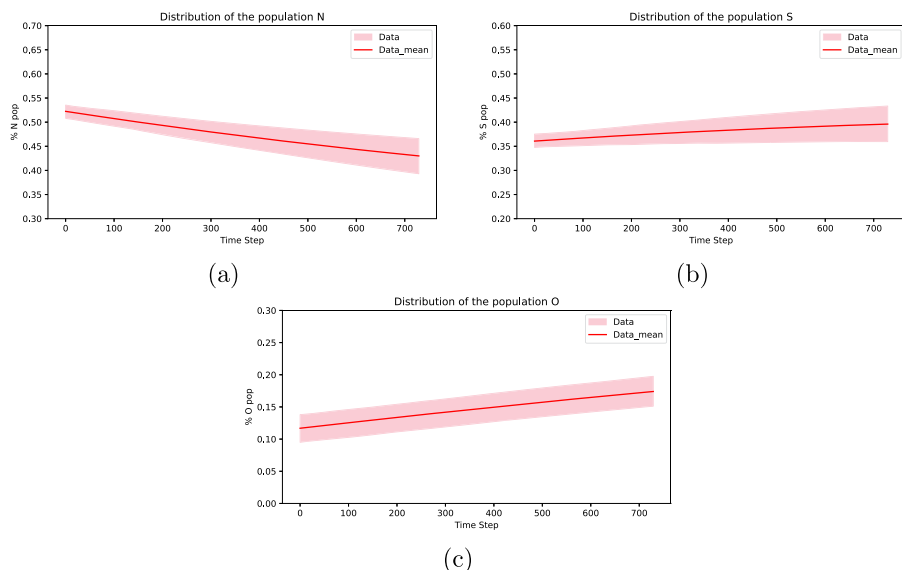 Distribution of the population N
0.70
0.65
0.60
0.55
0.50
0.45
0.40
0.35
0.30
% N pop
0 100 200 300 400 500 600 700
Time Step
Data
Data_mean
(a)
Distribution of the population S
0.60
0.55
0.50
0.45
0.40
0.35
0.30
0.25
0.20
% S pop
0 100 200 300 400 500 600 700
Time Step
Data
Data_mean
(b)
Distribution of the population O
0.30
0.25
0.20
0.15
0.10
0.05
0.00
% O pop
0 100 200 300 400 500 600 700
Time Step
Data
Data_mean
(c)